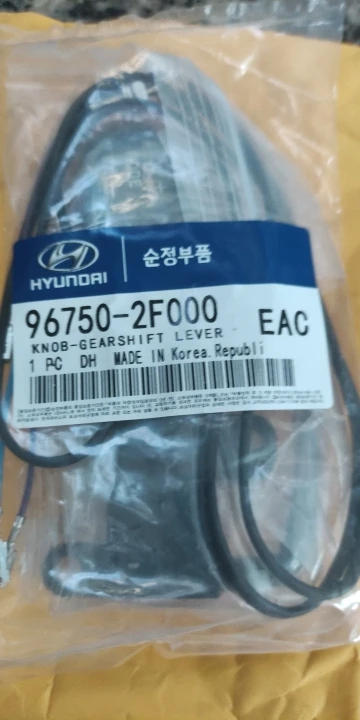 HYUNDAI
순정부품
96750-2F000
EAC
KNOB-GEARSHIFT LEVER
1 PC DH MADE IN Korea.Republi